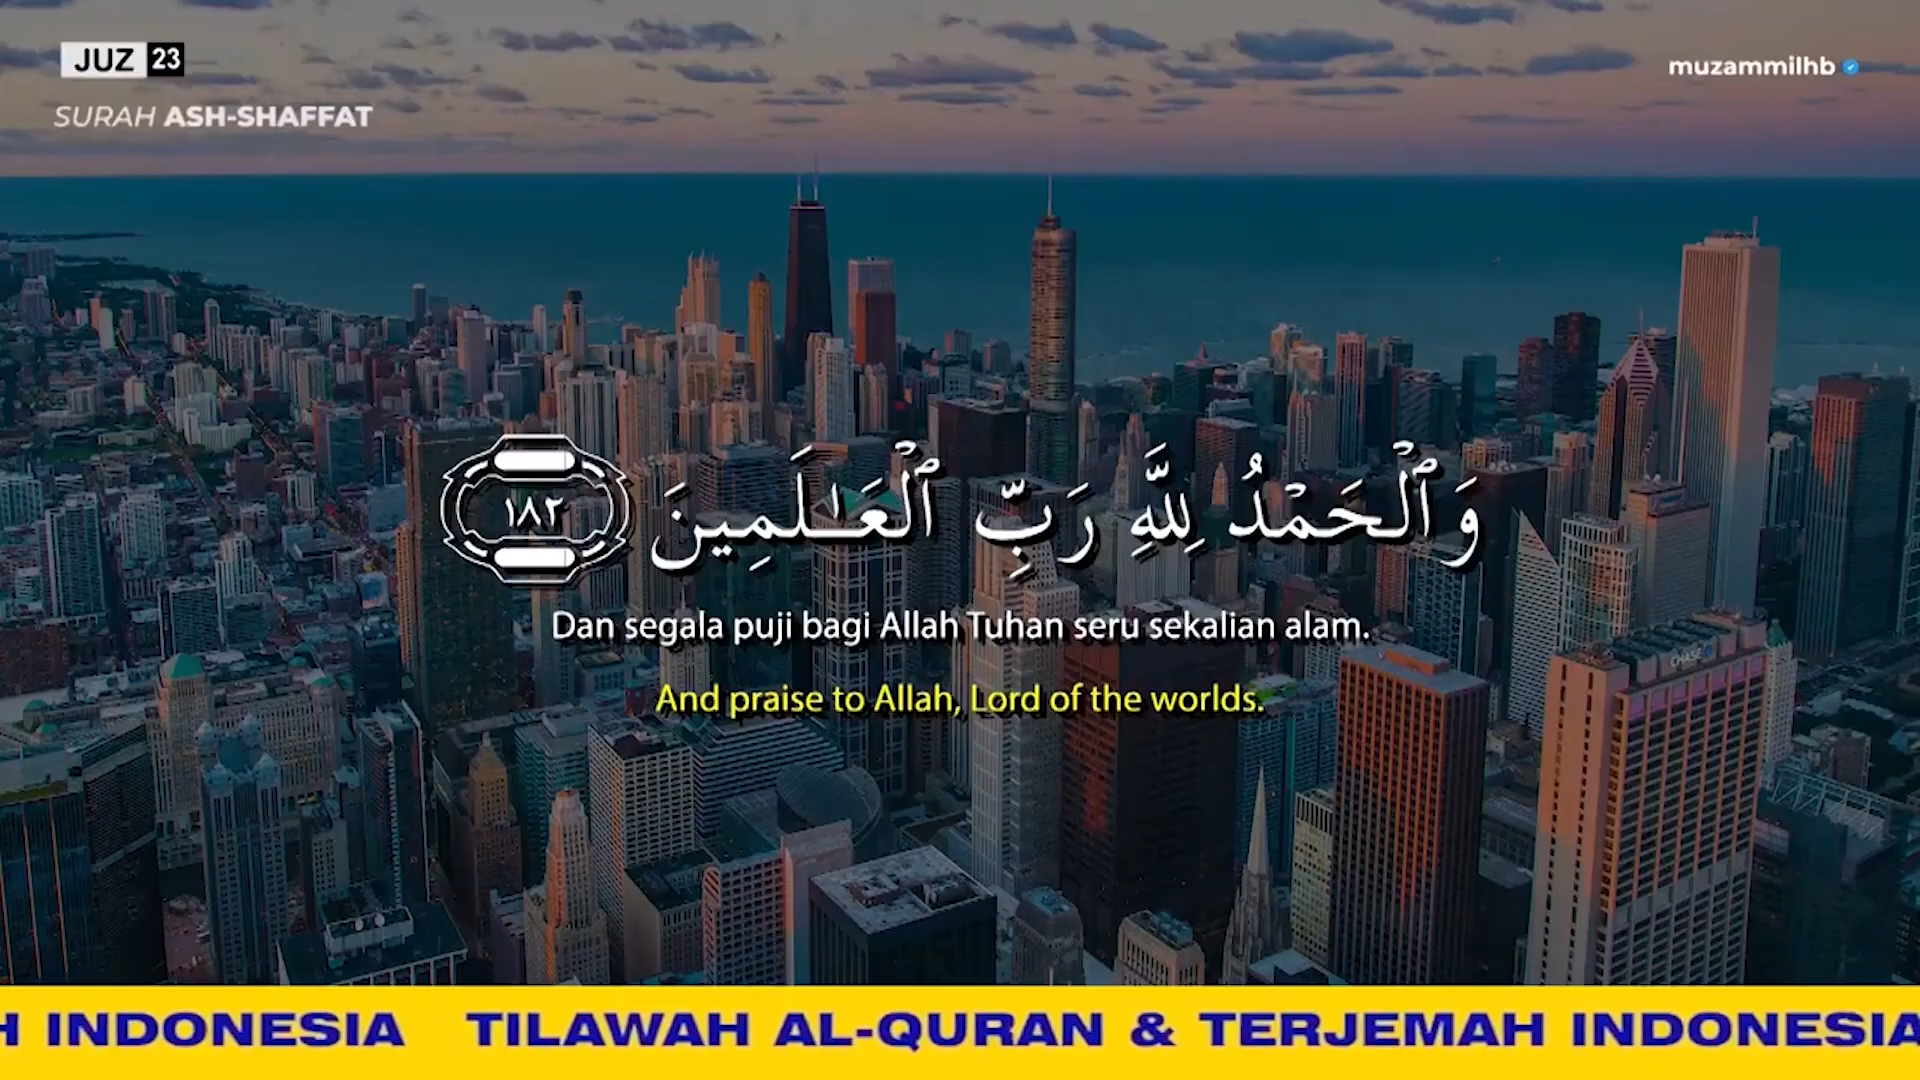 JUZ 23
muzammilhb
SURAH ASH-SHAFFAT
وَٱلْحَمْدُ لِلَّهِ رَبِّ ٱلْعَـٰلَمِينَ ١٨٢
Dan segala puji bagi Allah Tuhan seru sekalian alam.
And praise to Allah, Lord of the worlds.
CHASE
H INDONESIA TILAWAH AL-QURAN & TERJEMAH INDONESIA